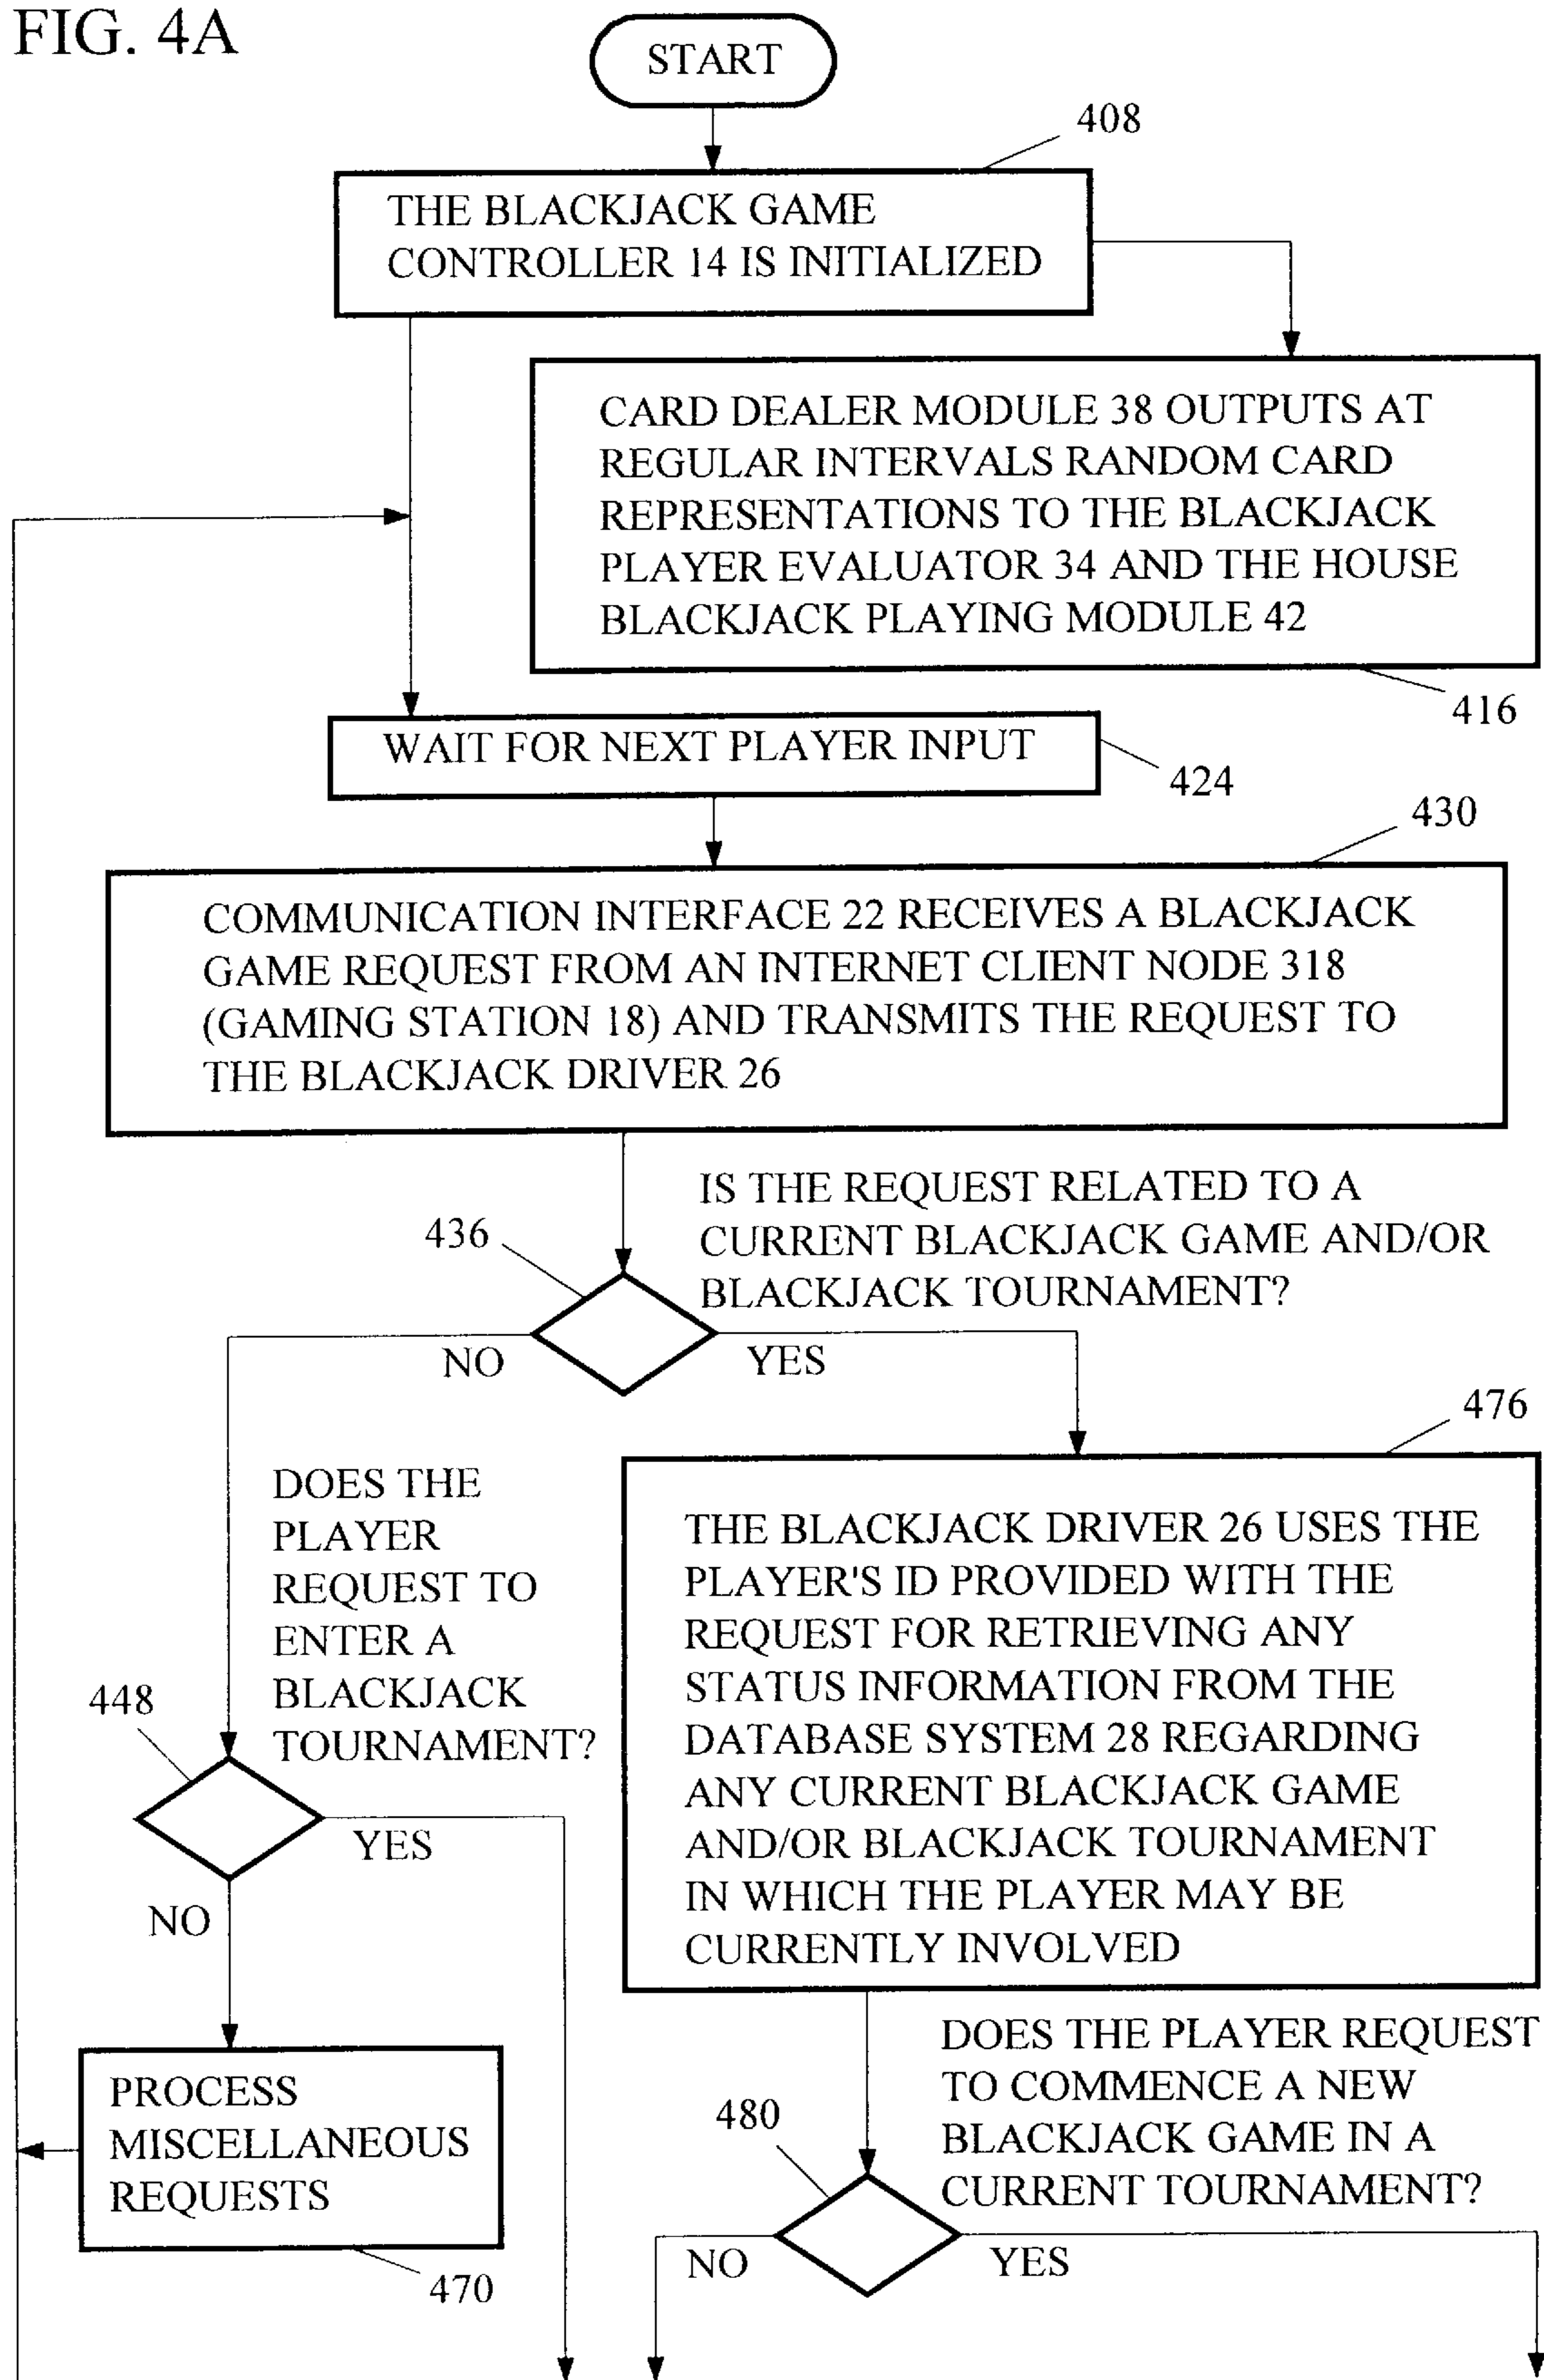 FIG. 4A
START
408
THE BLACKJACK GAME
CONTROLLER 14 IS INITIALIZED
CARD DEALER MODULE 38 OUTPUTS AT
REGULAR INTERVALS RANDOM CARD
REPRESENTATIONS TO THE BLACKJACK
PLAYER EVALUATOR 34 AND THE HOUSE
BLACKJACK PLAYING MODULE 42
416
WAIT FOR NEXT PLAYER INPUT
424
430
COMMUNICATION INTERFACE 22 RECEIVES A BLACKJACK
GAME REQUEST FROM AN INTERNET CLIENT NODE 318
(GAMING STATION 18) AND TRANSMITS THE REQUEST TO
THE BLACKJACK DRIVER 26
IS THE REQUEST RELATED TO A
CURRENT BLACKJACK GAME AND/OR
BLACKJACK TOURNAMENT?
436
NO
YES
476
DOES THE
PLAYER
REQUEST TO
ENTER A
BLACKJACK
TOURNAMENT?
448
YES
NO
THE BLACKJACK DRIVER 26 USES THE
PLAYER'S ID PROVIDED WITH THE
REQUEST FOR RETRIEVING ANY
STATUS INFORMATION FROM THE
DATABASE SYSTEM 28 REGARDING
ANY CURRENT BLACKJACK GAME
AND/OR BLACKJACK TOURNAMENT
IN WHICH THE PLAYER MAY BE
CURRENTLY INVOLVED
PROCESS
MISCELLANEOUS
REQUESTS
470
DOES THE PLAYER REQUEST
TO COMMENCE A NEW
BLACKJACK GAME IN A
CURRENT TOURNAMENT?
480
NO
YES